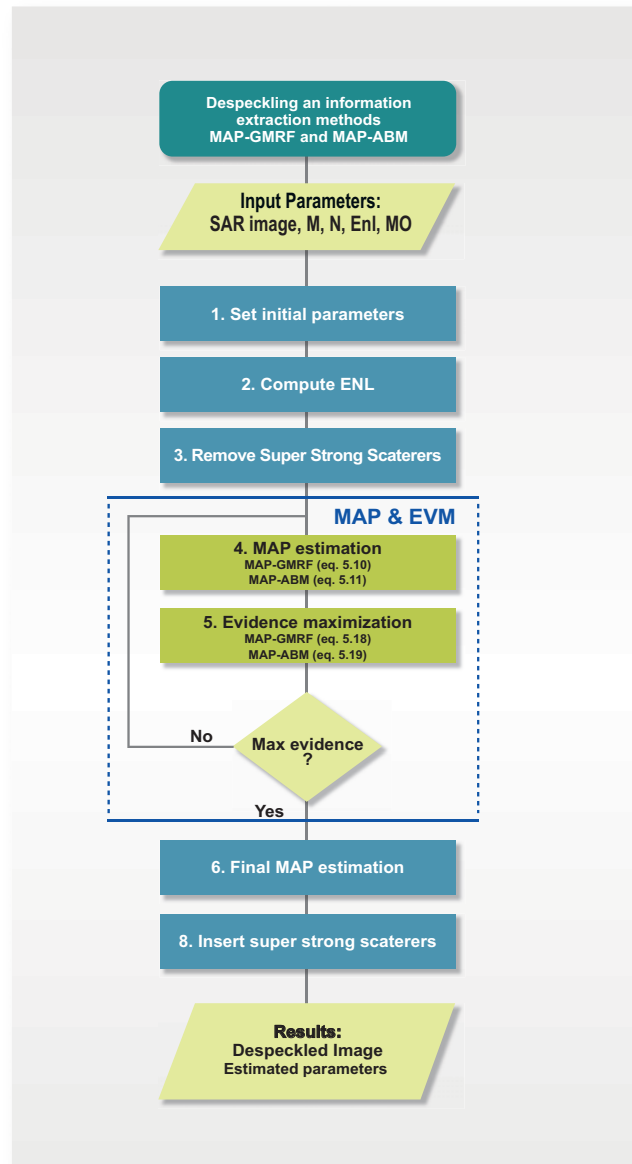 Despeckling an information
extraction methods
MAP-GMRF and MAP-ABM
Input Parameters:
SAR image, M, N, Enl, MO
1. Set initial parameters
2. Compute ENL
3. Remove Super Strong Scaterers
MAP & EVM
4. MAP estimation
MAP-GMRF (eq. 5.10)
MAP-ABM (eq. 5.11)
5. Evidence maximization
MAP-GMRF (eq. 5.18)
MAP-ABM (eq. 5.19)
No
Max evidence
?
Yes
6. Final MAP estimation
8. Insert super strong scaterers
Results:
Despeckled Image
Estimated parameters